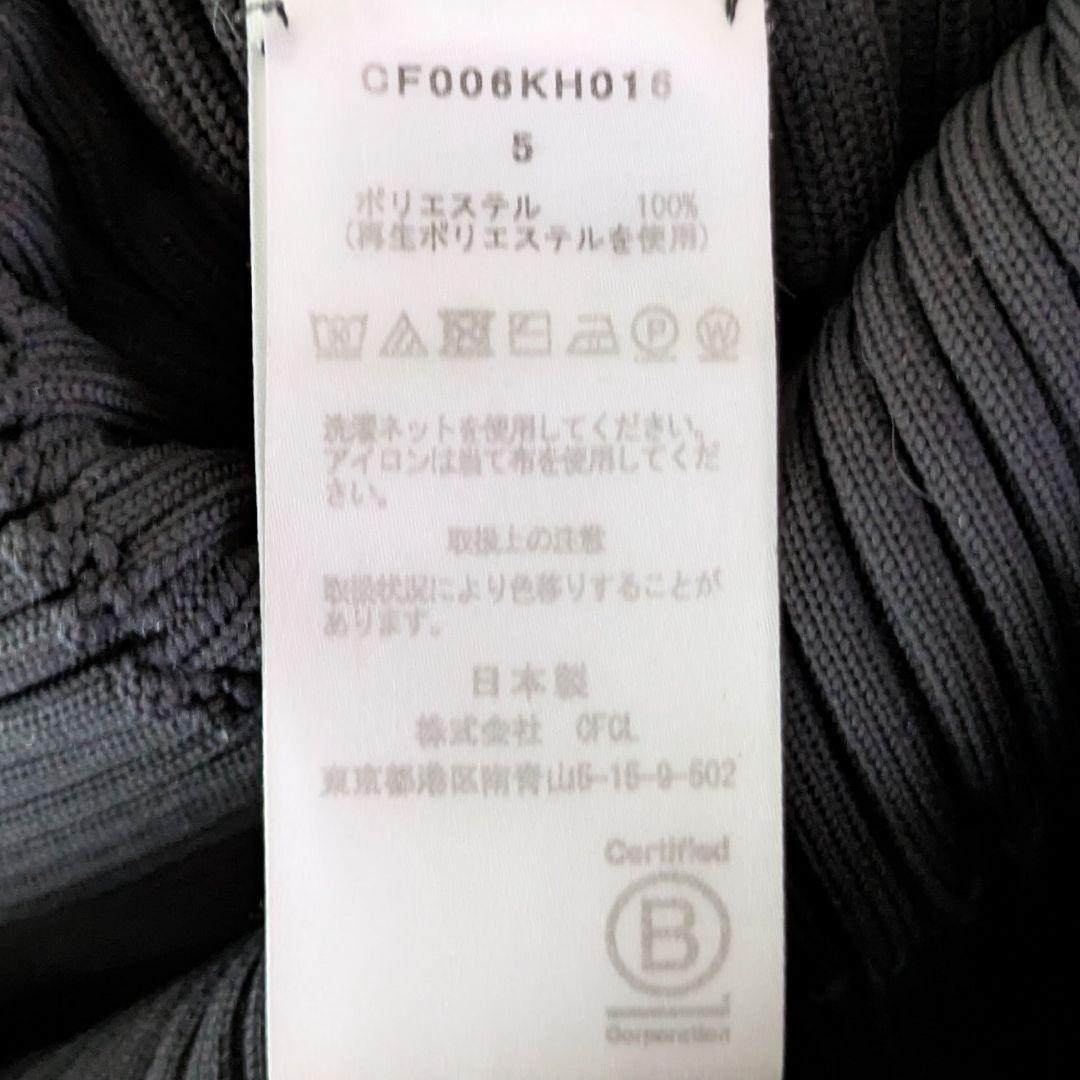 CF006KH016
5
ポリエステル 100%
(再生ポリエステルを使用)
30 P W
洗濯ネットを使用してください。
アイロンは当て布を使用してくだ
さい。
取扱上の注意
取扱状況により色移りすることが
あります。
日本製
株式会社 CFCL
東京都港区南青山5-15-9-502
Certified
B
Corporation